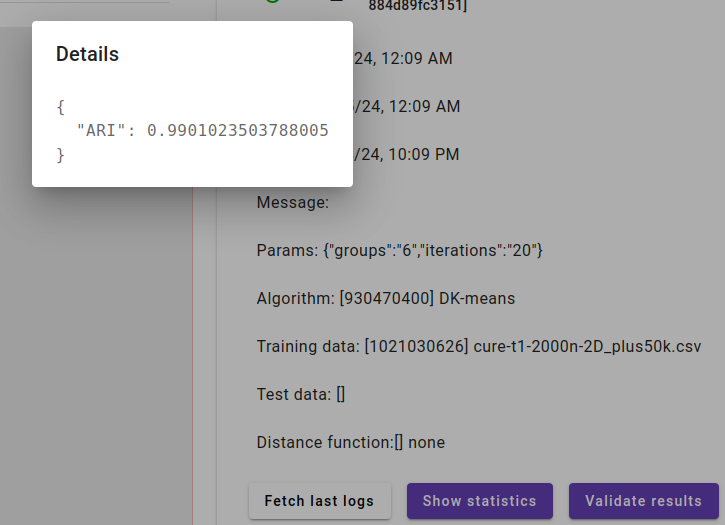 884d89fc3151]
Details
24, 12:09 AM
{
/24, 12:09 AM
"ARI": 0.9901023503788005
}
/24, 10:09 PM
Message:
Params: {"groups":"6","iterations":"20"}
Algorithm: [930470400] DK-means
Training data: [1021030626] cure-t1-2000n-2D_plus50k.csv
Test data: []
Distance function:[] none
Fetch last logs
Show statistics
Validate results